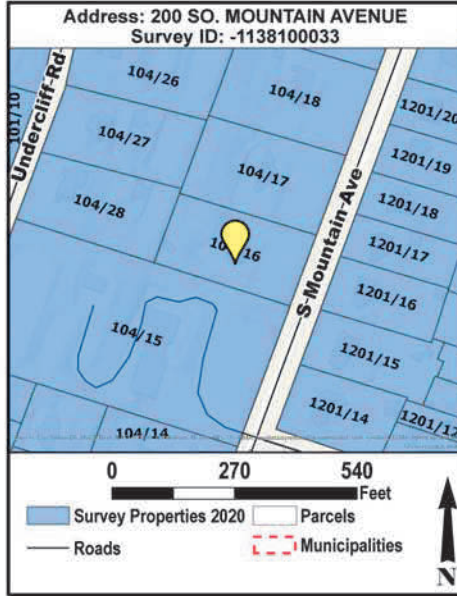 Address: 200 SO. MOUNTAIN AVENUE
Survey ID: -1138100033
101/10
Undercliff Rd
104/26
104/18
1201/20
104/27
104/17
1201/19
104/28
1201/18
S Mountain Ave
1201/17
1201/16
104/15
1201/15
1201/14
104/14
0 270 540
Feet
Survey Properties 2020
Parcels
Roads
Municipalities
N